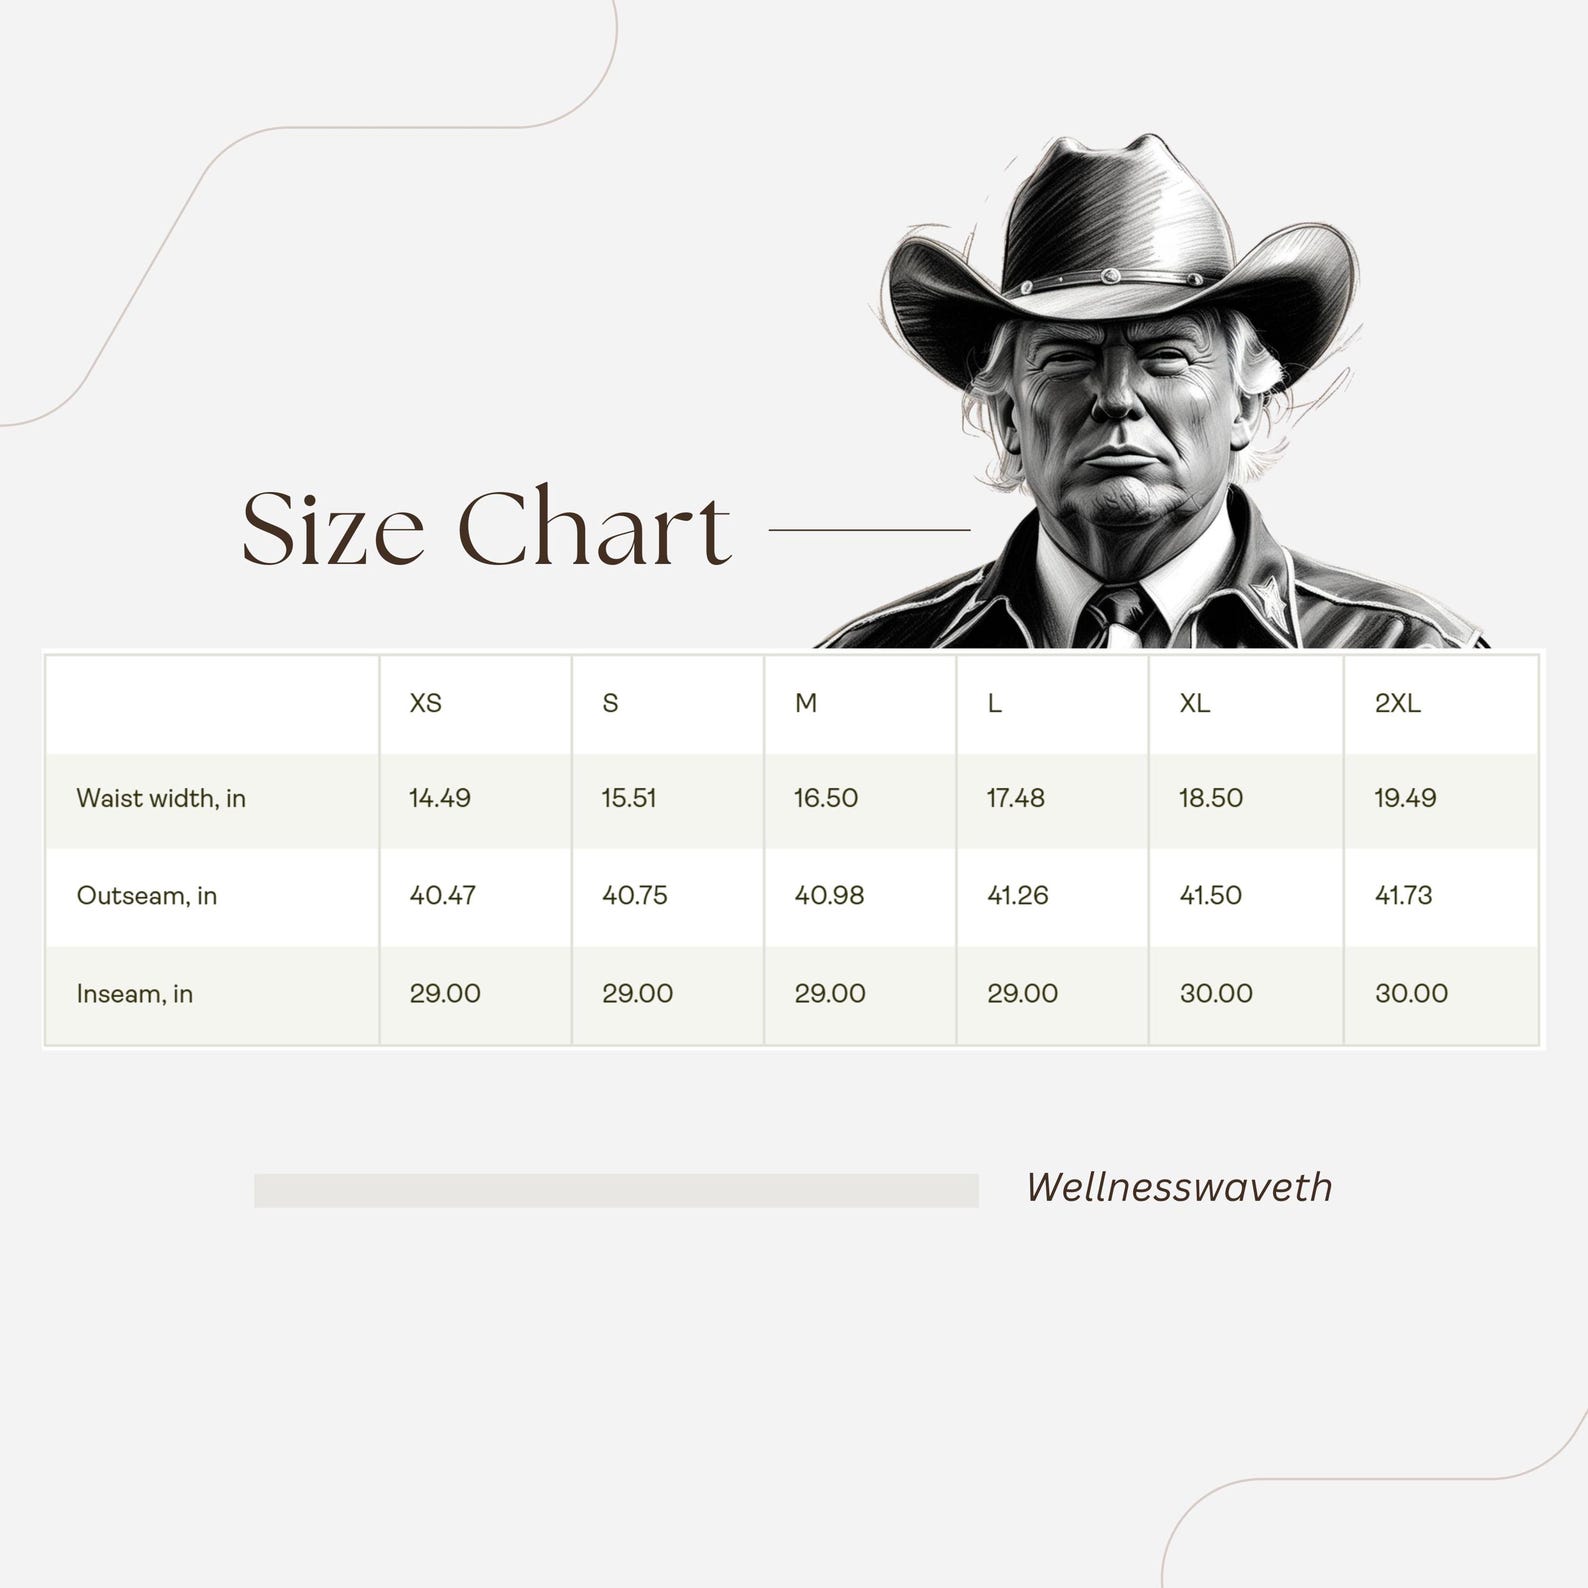 Size Chart
XS S M L XL 2XL
Waist width, in 14.49 15.51 16.50 17.48 18.50 19.49
Outseam, in 40.47 40.75 40.98 41.26 41.50 41.73
Inseam, in 29.00 29.00 29.00 29.00 30.00 30.00
Wellnesswaveth